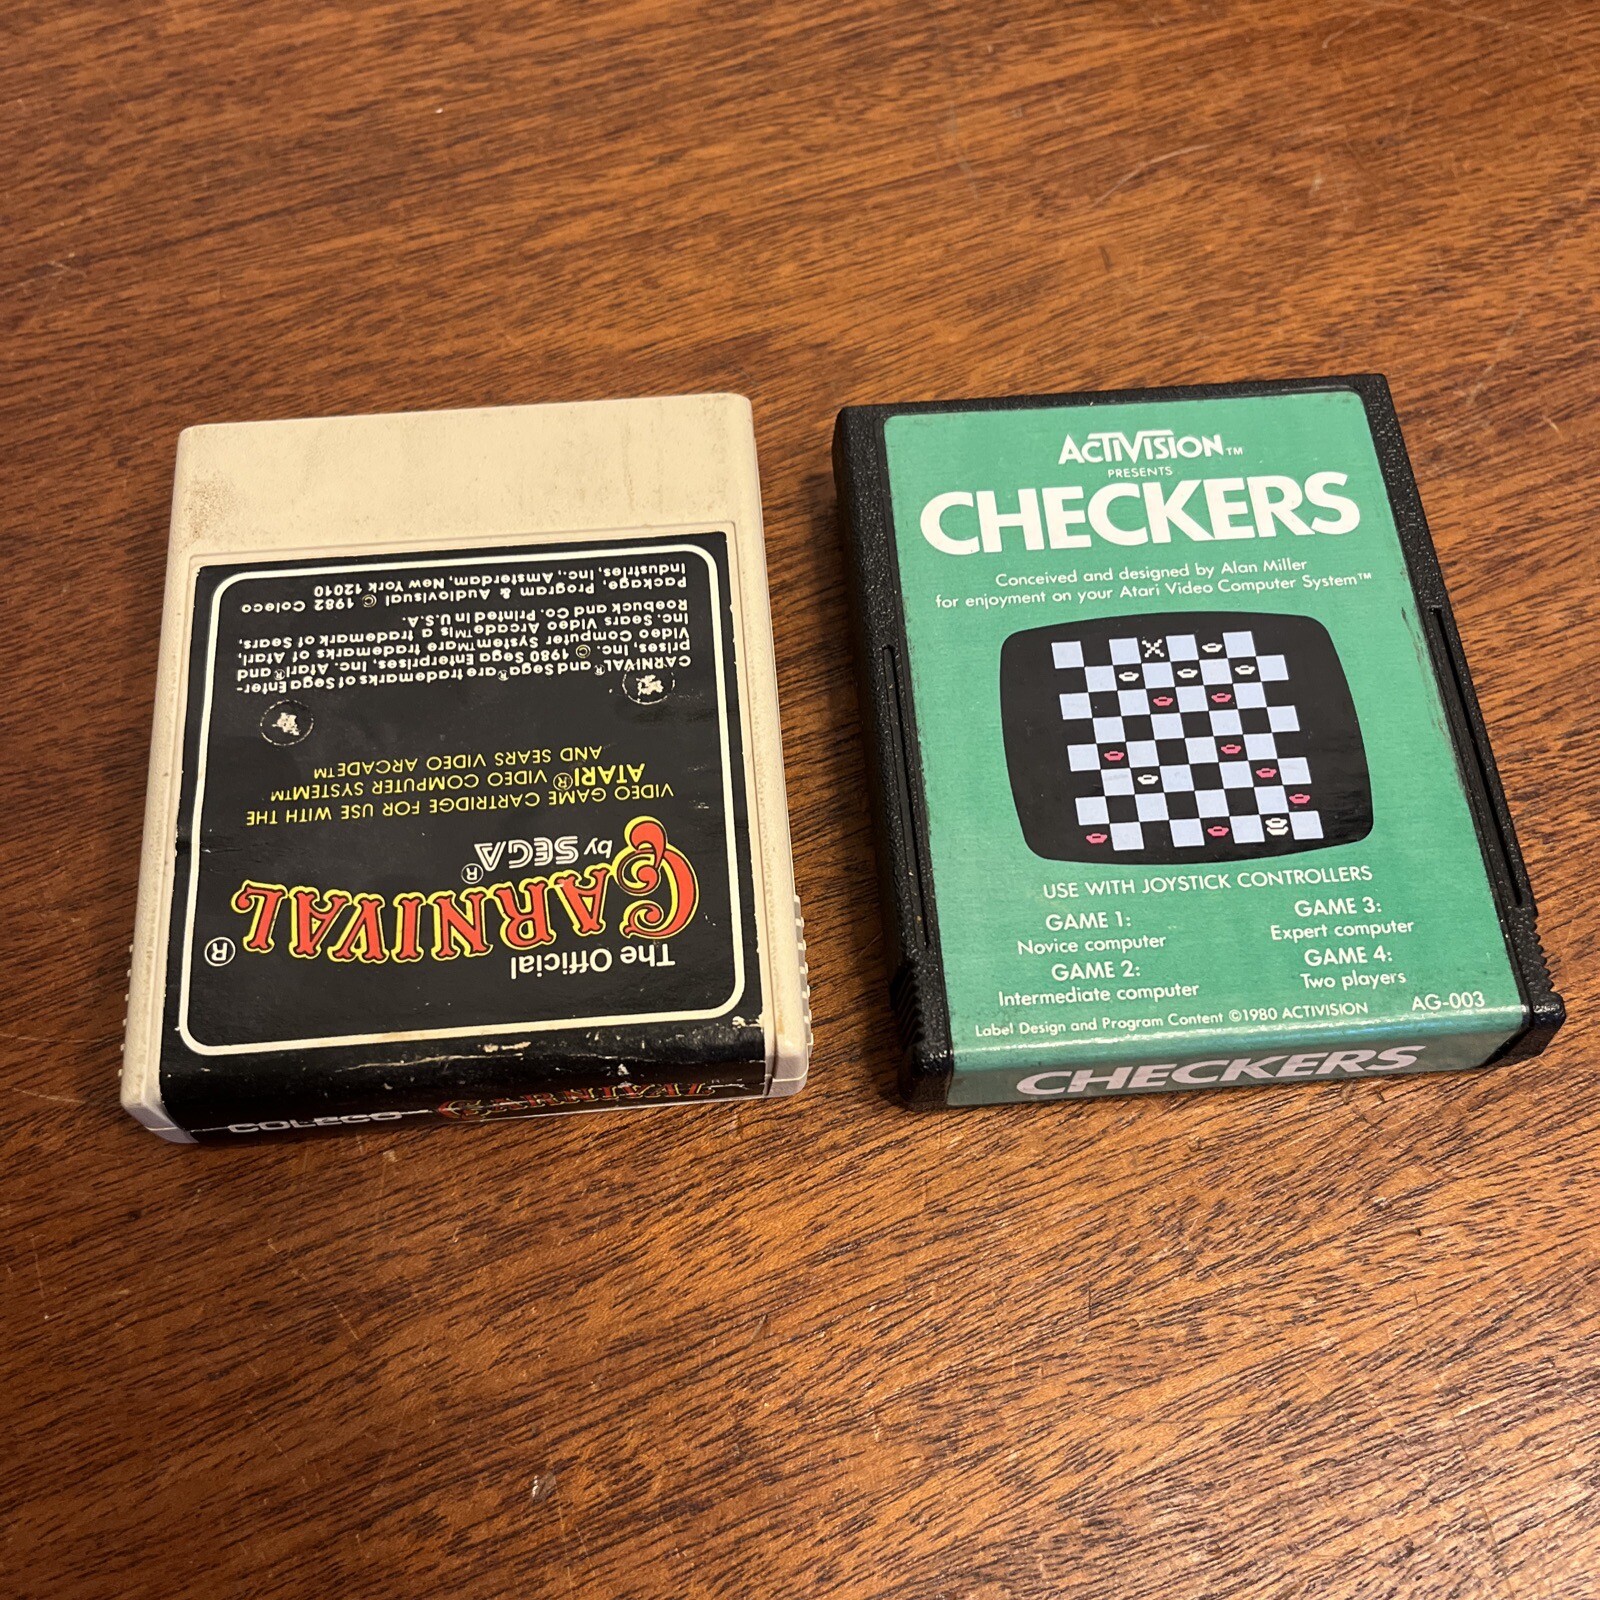 The Official
CARNIVAL®
by SEGA®
VIDEO GAME CARTRIDGE FOR USE WITH THE
ATARI® VIDEO COMPUTER SYSTEM™
AND SEARS VIDEO ARCADE™
CARNIVAL® and Sega® are trademarks of Sega Enter-
prises, Inc. © 1980 Sega Enterprises, Inc. Atari® and
Video Computer System™ are trademarks of Atari,
Inc. Sears Video Arcade™ is a trademark of Sears,
Roebuck and Co. Printed in U.S.A.
Package, Program & Audiovisual © 1982 Coleco
Industries, Inc., Amsterdam, New York 12010
COLECO CARNIVAL
ACTIVISION™
PRESENTS
CHECKERS
Conceived and designed by Alan Miller
for enjoyment on your Atari Video Computer System™
USE WITH JOYSTICK CONTROLLERS
GAME 1:
Novice computer
GAME 2:
Intermediate computer
GAME 3:
Expert computer
GAME 4:
Two players
AG-003
Label Design and Program Content ©1980 ACTIVISION
CHECKERS